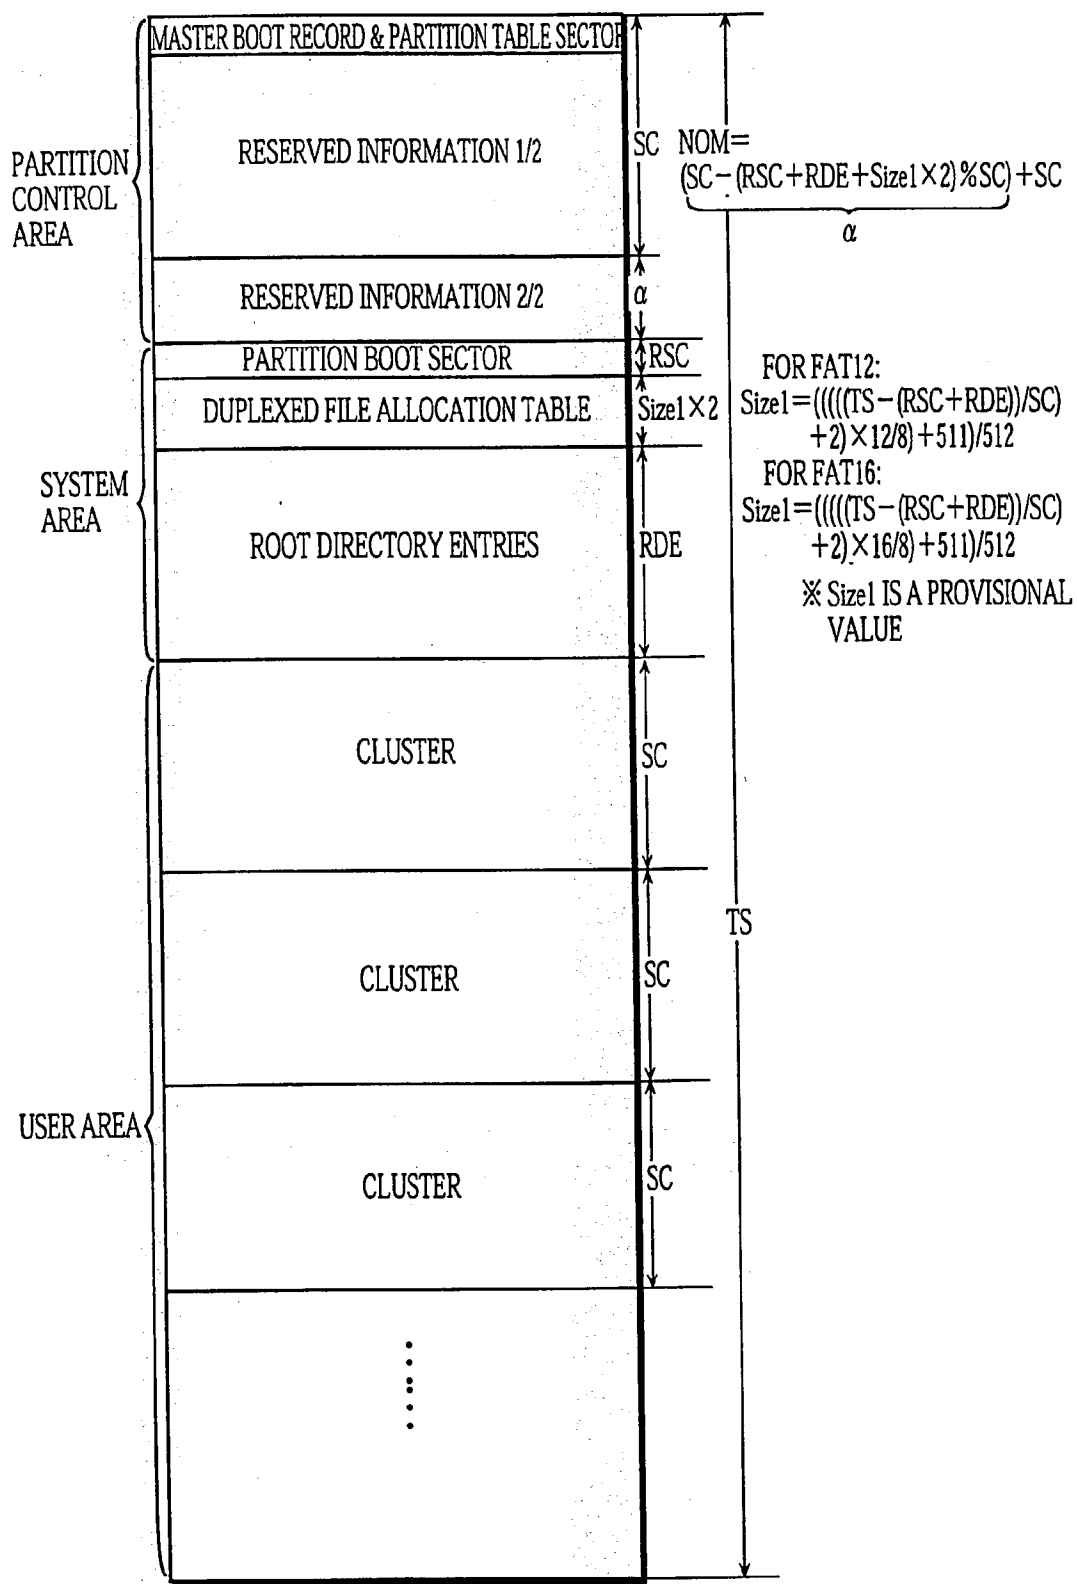 MASTER BOOT RECORD & PARTITION TABLE SECTOR
PARTITION
CONTROL
AREA
RESERVED INFORMATION 1/2
SC
NOM=
(SC-(RSC+RDE+Size1×2)%SC)+SC
α
RESERVED INFORMATION 2/2
α
PARTITION BOOT SECTOR
RSC
DUPLEXED FILE ALLOCATION TABLE
Size1×2
FOR FAT12:
Size1=(((((TS-(RSC+RDE))/SC)
+2)×12/8)+511)/512
FOR FAT16:
Size1=(((((TS-(RSC+RDE))/SC)
+2)×16/8)+511)/512
※ Size1 IS A PROVISIONAL
VALUE
SYSTEM
AREA
ROOT DIRECTORY ENTRIES
RDE
CLUSTER
SC
TS
CLUSTER
SC
USER AREA
CLUSTER
SC